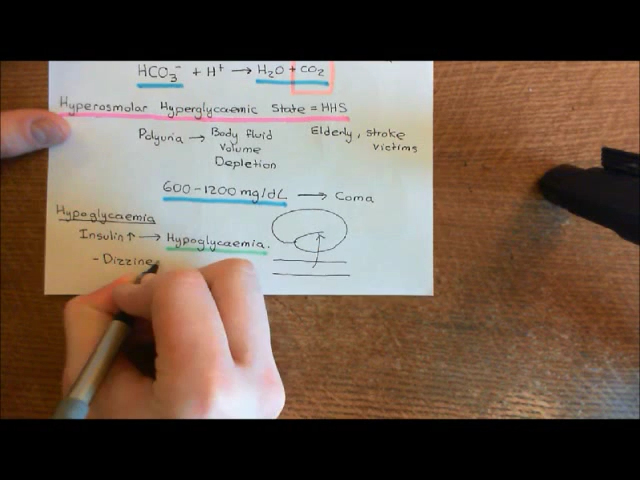 HCO₃⁻ + H⁺ → H₂O + CO₂
Hyperosmolar Hyperglycaemic State = HHS
Polyuria → Body fluid volume Depletion
Elderly, stroke victims
600-1200 mg/dL → Coma
Hypoglycaemia
Insulin↑ → Hypoglycaemia.
- Dizzine